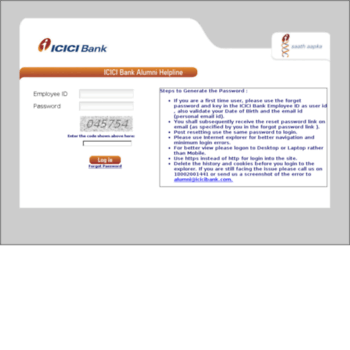 ICICI Bank
ICICI Bank Alumni Helpline
Employee ID
Password
045754
Enter the code shown above here:
Log in
Forgot Password
Steps to Generate the Password :
If you are a first time user, please use the forgot
password and key in the ICICI Bank Employee ID as user id
, also validate your Date of Birth and the email id
(personal email id).
You shall subsequently receive the reset password link on
email (as specified by you in the forgot password link ).
Post resetting use the same password to login.
Please use Internet explorer for better navigation and
minimum login errors.
For better view please logon to Desktop or Laptop rather
than Mobile.
Use https instead of http for login into the site.
Delete the history and cookies before you login to the
explorer. If you are still facing the issue please call us on
18002001441 or send us a screenshot of the error to
alumni@icicibank.com.